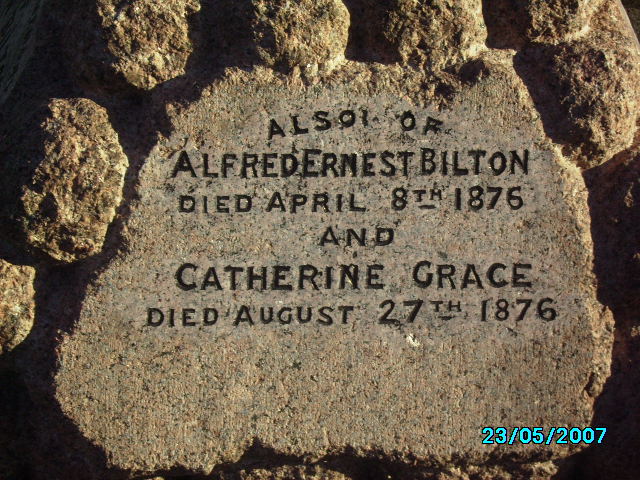 ALSO OF
ALFRED ERNEST BILTON
DIED APRIL 8TH 1876
AND
CATHERINE GRACE
DIED AUGUST 27TH 1876
23/05/2007